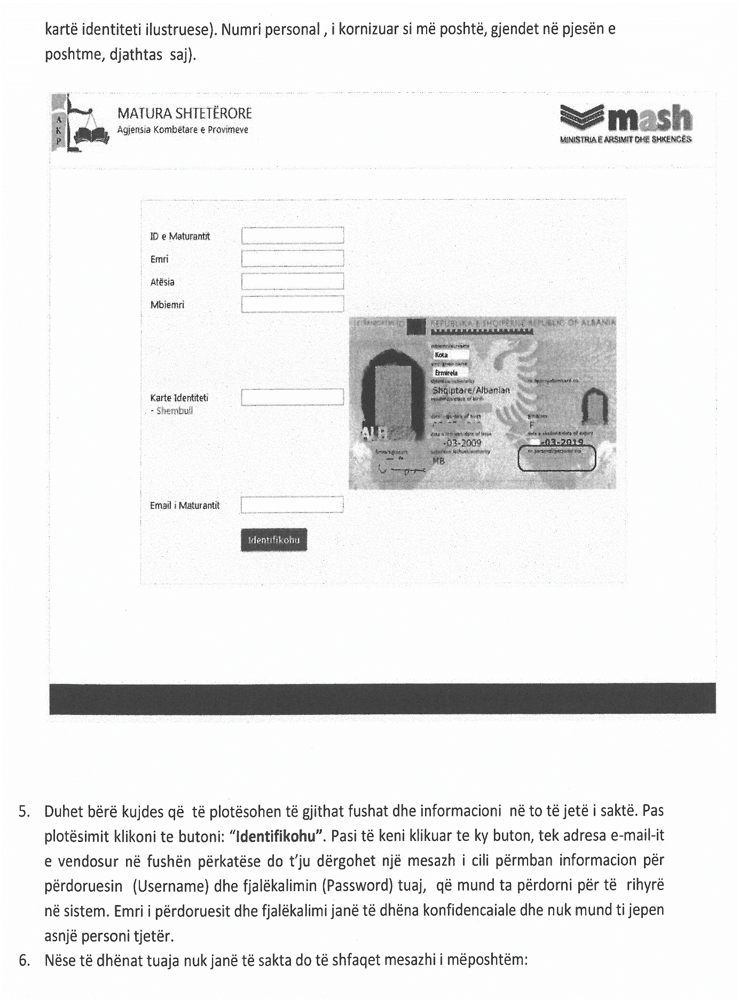 kartë identiteti ilustruese). Numri personal , i kornizuar si më poshtë, gjendet në pjesën e
poshtme, djathtas saj).
AKP
MATURA SHTETËRORE
Agjensia Kombëtare e Provimeve
mash
MINISTRIA E ARSIMIT DHE SHKENCËS
ID e Maturantit
Emri
Atësia
Mbiemri
REPUBLIKA E SHQIPERISE REPUBLIC OF ALBANIA
Kota
Ermirela
Shqiptare/Albanian
Karte Identiteti
- Shembull
F
ALB
-03-2009
-03-2019
MB
Email i Maturantit
Identifikohu
5. Duhet bërë kujdes që të plotësohen të gjithat fushat dhe informacioni në to të jetë i saktë. Pas
plotësimit klikoni te butoni: “Identifikohu”. Pasi të keni klikuar te ky buton, tek adresa e-mail-it
e vendosur në fushën përkatëse do t’ju dërgohet një mesazh i cili përmban informacion për
përdoruesin (Username) dhe fjalëkalimin (Password) tuaj, që mund ta përdorni për të rihyrë
në sistem. Emri i përdoruesit dhe fjalëkalimi janë të dhëna konfidencaiale dhe nuk mund ti jepen
asnjë personi tjetër.
6. Nëse të dhënat tuaja nuk janë të sakta do të shfaqet mesazhi i mëposhtëm: